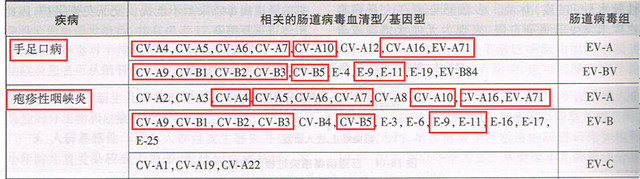 疾病 相关的肠道病毒血清型/基因型 肠道病毒组
手足口病 CV-A4, CV-A5, CV-A6, CV-A7, CV-A10, CV-A12, CV-A16, EV-A71 EV-A
CV-A9, CV-B1, CV-B2, CV-B3, CV-B5, E-4, E-9, E-11, E-19, EV-B84 EV-BV
疱疹性咽峡炎 CV-A2, CV-A3, CV-A4, CV-A5, CV-A6, CV-A7, CV-A8, CV-A10, CV-A16, EV-A71 EV-A
CV-A9, CV-B1, CV-B2, CV-B3, CV-B4, CV-B5, E-3, E-6, E-9, E-11, E-16, E-17, EV-B
E-25
CV-A1, CV-A19, CV-A22 EV-C